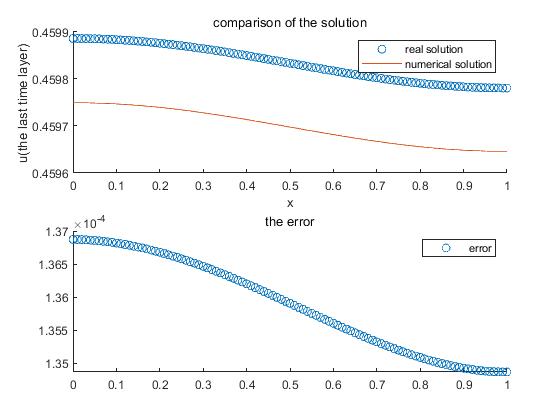 comparison of the solution
0.4599
0.4598
0.4597
0.4596
u(the last time layer)
real solution
numerical solution
0 0.1 0.2 0.3 0.4 0.5 0.6 0.7 0.8 0.9 1
x
the error
×10-4
1.37
1.365
1.36
1.355
1.35
error
0 0.1 0.2 0.3 0.4 0.5 0.6 0.7 0.8 0.9 1